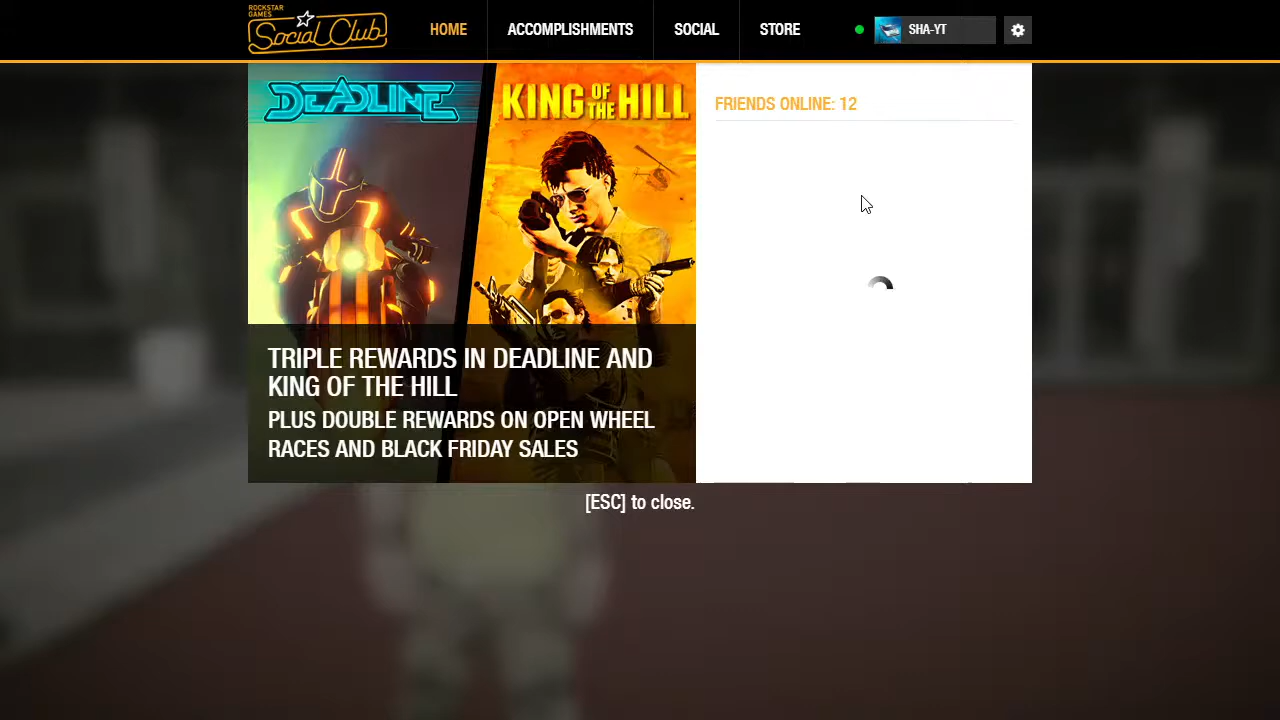 ROCKSTAR
GAMES
Social Club
HOME
ACCOMPLISHMENTS
SOCIAL
STORE
SHA-YT
DEADLINE
KING OF THE HILL
FRIENDS ONLINE: 12
TRIPLE REWARDS IN DEADLINE AND
KING OF THE HILL
PLUS DOUBLE REWARDS ON OPEN WHEEL
RACES AND BLACK FRIDAY SALES
[ESC] to close.